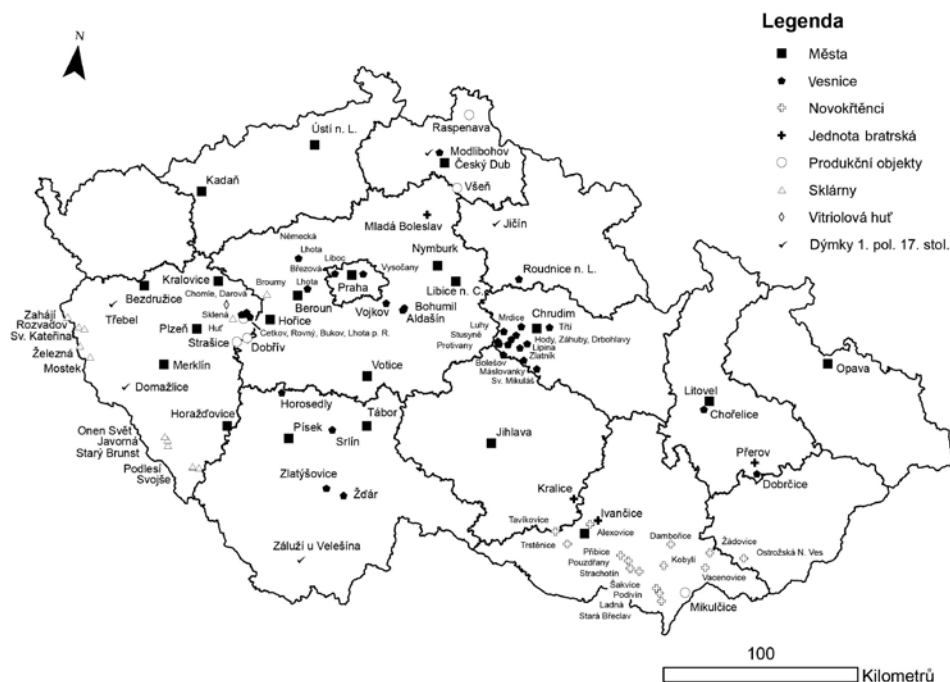 N
Legenda
Města
Vesnice
Novokřtěnci
Jednota bratrská
Produkční objekty
Sklárny
Vitriolová huť
Dýmky 1. pol. 17. stol.
Raspenava
Ústí n. L.
Modlibohov
Český Dub
Kadaň
Všeň
Mladá Boleslav
Jičín
Německá
Lhota
Liboc
Nymburk
Březová
Vysočany
Roudnice n. L.
Kralovice
Broumy
Lhota
Praha
Libice n. C.
Bezdružice
Chomle, Darová
Beroun
Vojkov
Bohumil
Aldašín
Mrdice
Chrudim
Třebel
Sklená
Huť
Hořice
Luhy
Třl
Zahájí
Rozvadov
Sv. Kateřina
Plzeň
Cetkov, Rovný, Bukov, Lhota p. R.
Stusyně
Hody, Záhuby, Drbohlavy
Strašice
Dobřív
Pretivany
Lipina
Zlatník
Železná
Mostek
Merklín
Bolešov
Máslovanky
Sv. Mikuláš
Opava
Votice
Domažlice
Litovel
Chořelice
Horažďovice
Horosedly
Tábor
Onen Svět
Javorná
Starý Brunst
Písek
Srlín
Jihlava
Podlesí
Svojše
Přerov
Dobrčice
Zlatýšovice
Žďár
Kralice
Ivančice
Tavíkovice
Alexovice
Trstěnice
Dambořice
Žádovice
Přibice
Ostrožská N. Ves
Záluží u Velešína
Pouzdřany
Kobylí
Strachotín
Vacenovice
Šakvice
Podivín
Mikulčice
Ladná
Stará Břeclav
100
Kilometrů